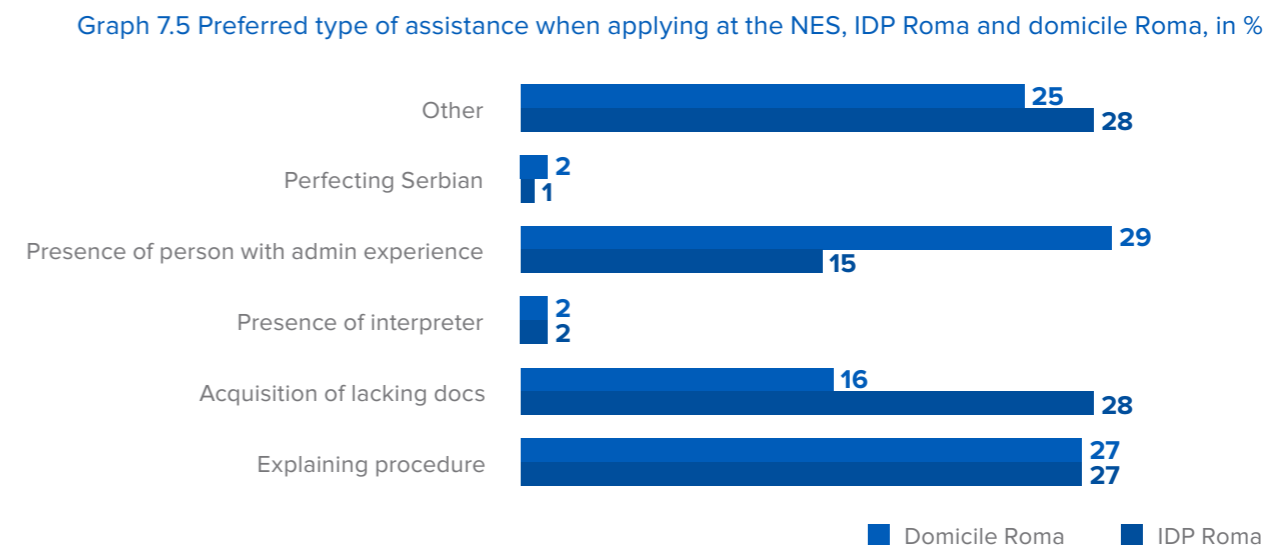 Graph 7.5 Preferred type of assistance when applying at the NES, IDP Roma and domicile Roma, in %
Other
25
28
Perfecting Serbian
2
1
Presence of person with admin experience
29
15
Presence of interpreter
2
2
Acquisition of lacking docs
16
28
Explaining procedure
27
27
Domicile Roma IDP Roma